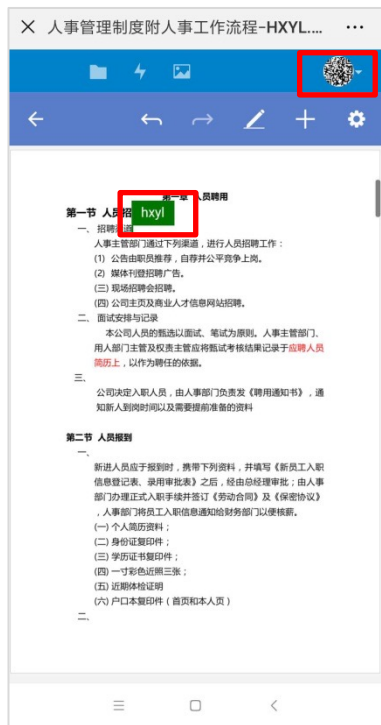 人事管理制度附人事工作流程-HXYL....
第一章 人员聘用
第一节 人员招
hxyl
一、 招聘渠道
人事主管部门通过下列渠道，进行人员招聘工作：
(1) 公告由职员推荐，自荐并公平竞争上岗。
(2) 媒体刊登招聘广告。
(三) 现场招聘会招聘。
(四) 公司主页及商业人才信息网站招聘。
二、 面试安排与记录
本公司人员的甄选以面试、笔试为原则。人事主管部门、
用人部门主管及权责主管应将甄试考核结果记录于应聘人员
简历上，以作为聘任的依据。
三、
公司决定入职人员，由人事部门负责发《聘用通知书》，通
知新人到岗时间以及需要提前准备的资料
第二节 人员报到
一、
新进人员应于报到时，携带下列资料，并填写《新员工入职
信息登记表、录用审批表》之后，经由总经理审批；由人事
部门办理正式入职手续并签订《劳动合同》及《保密协议》
，人事部门将员工入职信息通知给财务部门以便核薪。
(一) 个人简历资料；
(二) 身份证复印件；
(三) 学历证书复印件；
(四) 一寸彩色近照三张；
(五) 近期体检证明
(六) 户口本复印件（首页和本人页）
二、